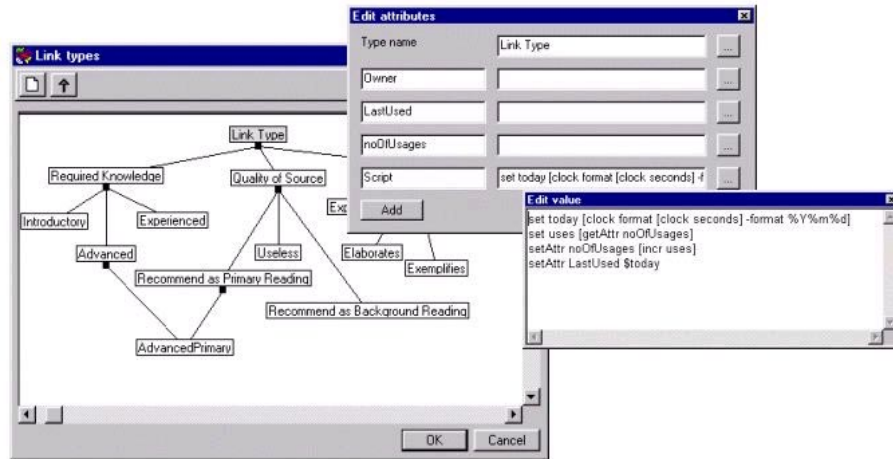 Edit attributes
Type name
Link Type
...
Owner
...
LastUsed
...
noOfUsages
...
Script
set today [clock format [clock seconds] -f
...
Add
Link types
Link Type
Required Knowledge
Quality of Source
Exp
Introductory
Experienced
Advanced
Useless
Elaborates
Exemplifies
Recommend as Primary Reading
Recommend as Background Reading
AdvancedPrimary
OK
Cancel
Edit value
set today [clock format [clock seconds] -format %Y%m%d]
set uses [getAttr noOfUsages]
setAttr noOfUsages [incr uses]
setAttr LastUsed $today